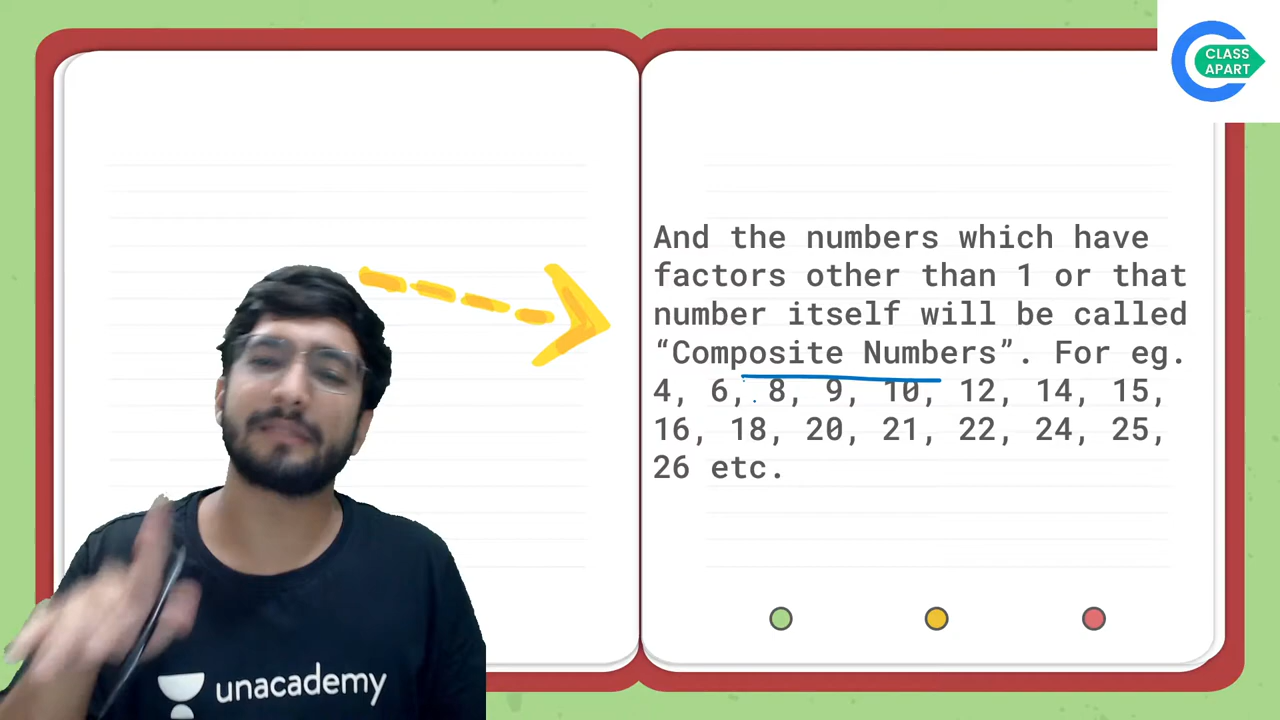 CLASS
APART
And the numbers which have
factors other than 1 or that
number itself will be called
“Composite Numbers”. For eg.
4, 6, 8, 9, 10, 12, 14, 15,
16, 18, 20, 21, 22, 24, 25,
26 etc.
unacademy